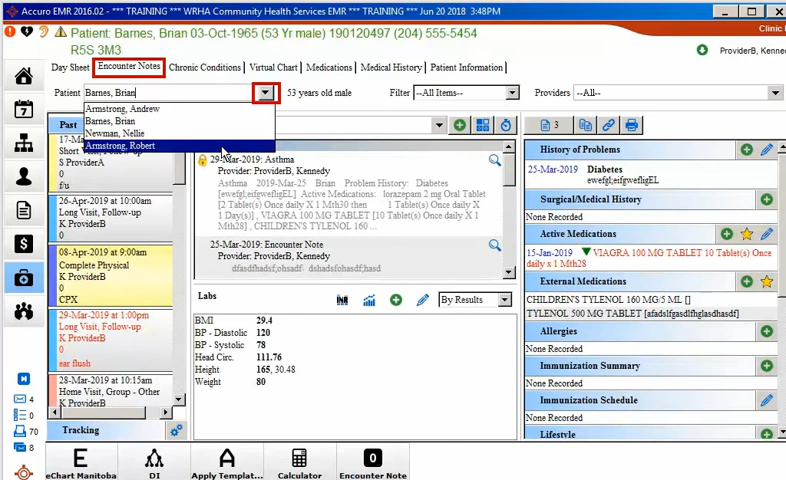 Accuro EMR 2016.02 - *** TRAINING *** WRHA Community Health Services EMR *** TRAINING *** Jun 20 2018 3:48PM
Patient: Barnes, Brian 03-Oct-1965 (53 Yr male) 190120497 (204) 555-5454
R5S 3M3
Clinic
ProviderB, Kenned
Day Sheet Encounter Notes Chronic Conditions Virtual Chart Medications Medical History Patient Information
Patient Barnes, Brian 53 years old male Filter --All Items-- Providers --All--
Armstrong, Andrew
Barnes, Brian
Newman, Nellie
Armstrong, Robert
Past
17-M
Short
S ProviderA
0
f/u
26-Apr-2019 at 10:00am
Long Visit, Follow-up
K ProviderB
0
08-Apr-2019 at 9:00am
Complete Physical
K ProviderB
0
CPX
29-Mar-2019 at 1:00pm
Long Visit, Follow-up
K ProviderB
0
ear flush
28-Mar-2019 at 10:15am
Home Visit, Group - Other
K ProviderB
Tracking
29-Mar-2019: Asthma
Provider: ProviderB, Kennedy
Asthma 2019-Mar-25 Brian Problem History: Diabetes
[ewefgl;eifgwefligEL] Active Medications: lorazepam 2 mg Oral Tablet
[2 Tablet(s) Once daily X 1 Mth30 then 1 Tablet(s) Once daily X
1 Day(s)] , VIAGRA 100 MG TABLET [10 Tablet(s) Once daily X 1
Mth28] , CHILDREN'S TYLENOL 160 ...
25-Mar-2019: Encounter Note
Provider: ProviderB, Kennedy
dfasdfhadsf;ohsadf dshadsfohasdf;hasd
Labs INR By Results
BMI 29.4
BP - Diastolic 120
BP - Systolic 78
Head Circ. 111.76
Height 165, 30.48
Weight 80
3
History of Problems
25-Mar-2019 Diabetes
ewefgl;eifgwefligEL
Surgical/Medical History
None Recorded
Active Medications
15-Jan-2019 VIAGRA 100 MG TABLET 10 Tablet(s) Once
daily x 1 Mth28
External Medications
CHILDREN'S TYLENOL 160 MG/5 ML []
TYLENOL 500 MG TABLET [afadslfgasdlfhglasdhasdf]
Allergies
None Recorded
Immunization Summary
None Recorded
Immunization Schedule
None Recorded
Lifestyle
7
4
0
70
8
E
eChart Manitoba
DI
A
Apply Templat...
Calculator
0
Encounter Note